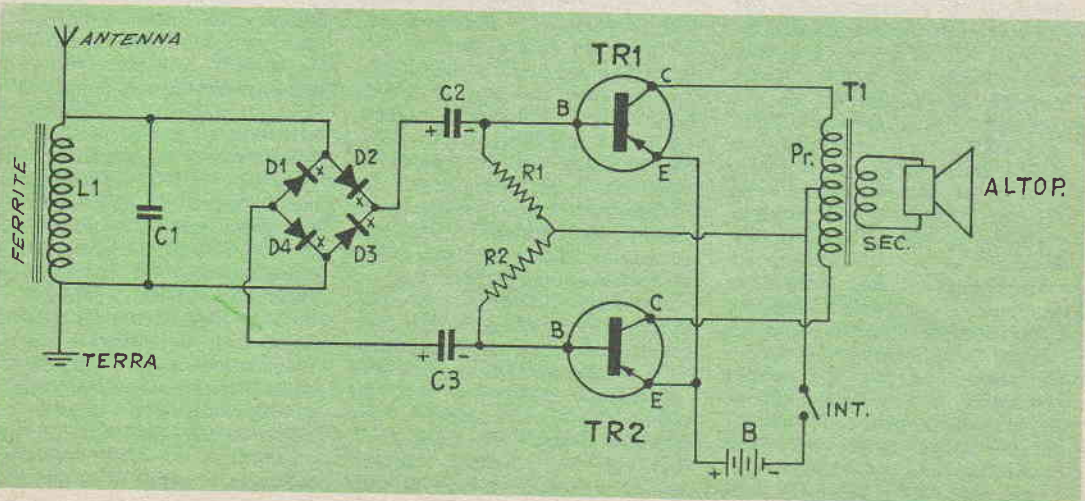 ANTENNA
FERRITE
L1
C1
TERRA
D1
D2
D3
D4
x
x
x
x
C2
+ -
R1
R2
C3
+ -
TR1
B
C
E
TR2
B
C
E
T1
Pr.
SEC.
ALTOP.
INT.
B
+ -